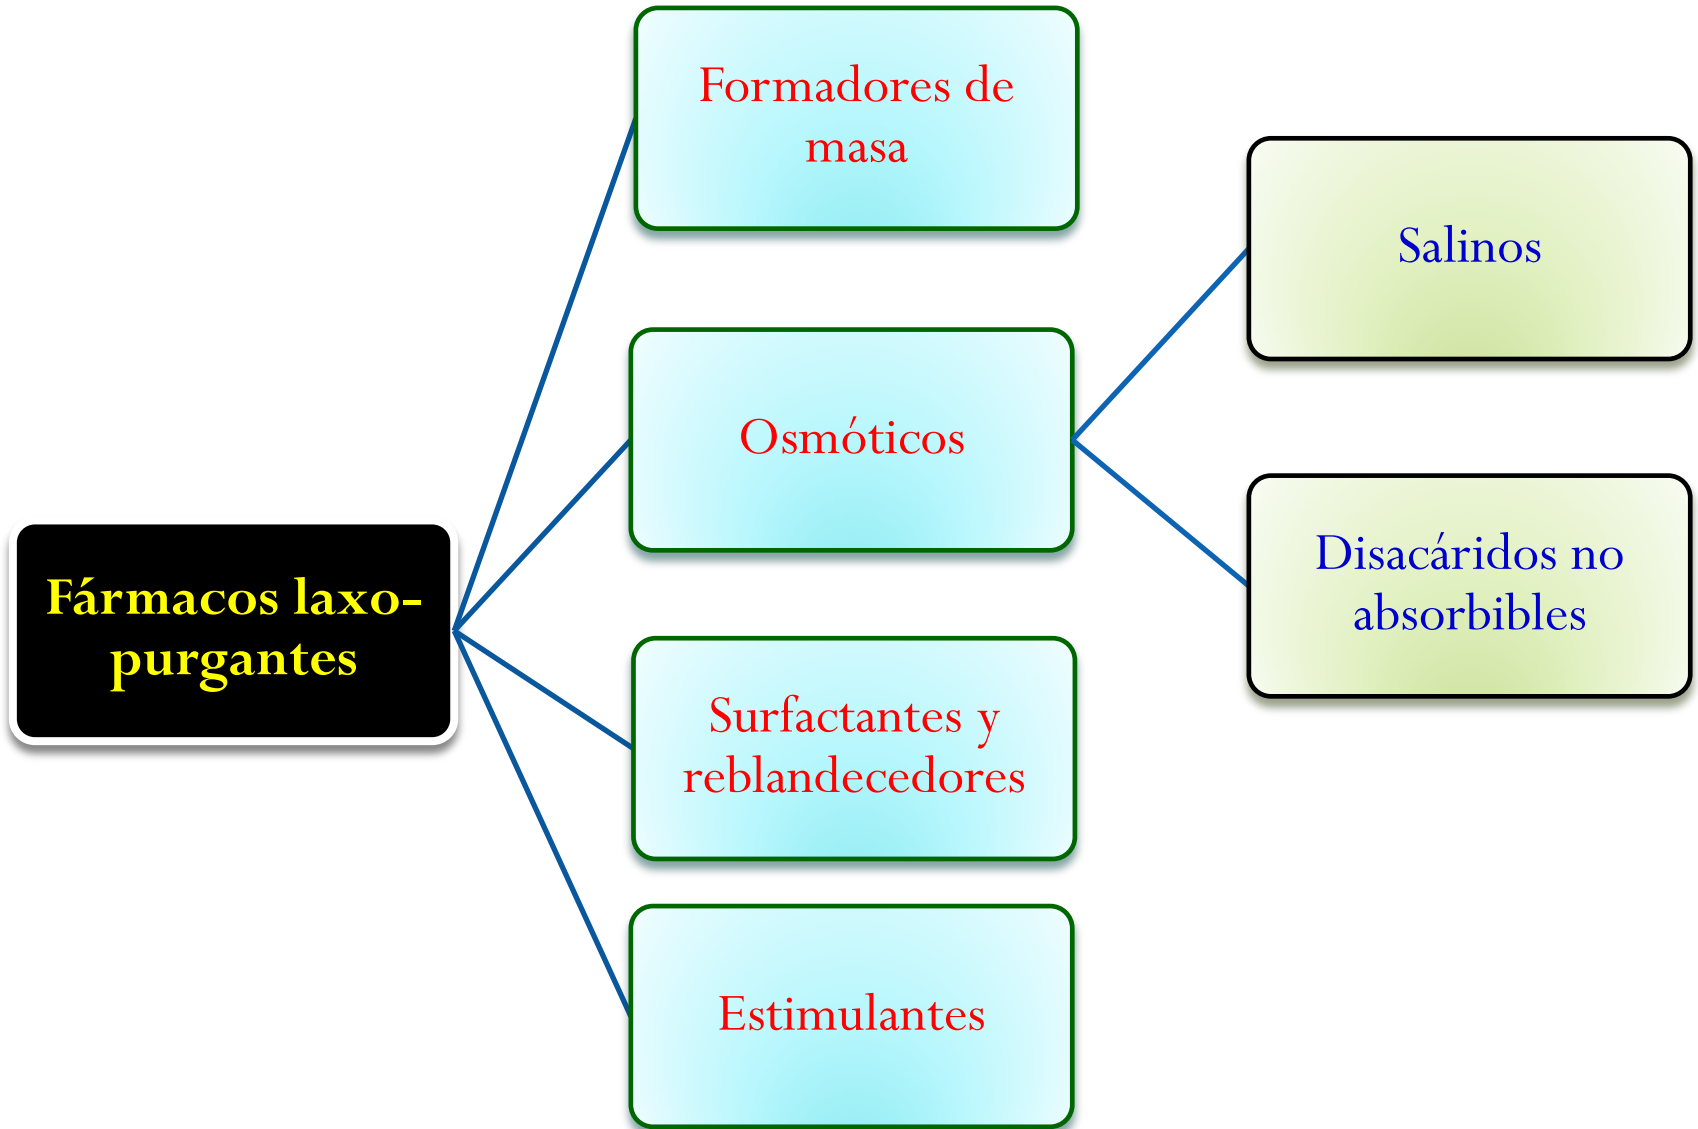 Fármacos laxo-
purgantes
Formadores de
masa
Osmóticos
Salinos
Disacáridos no
absorbibles
Surfactantes y
reblandecedores
Estimulantes